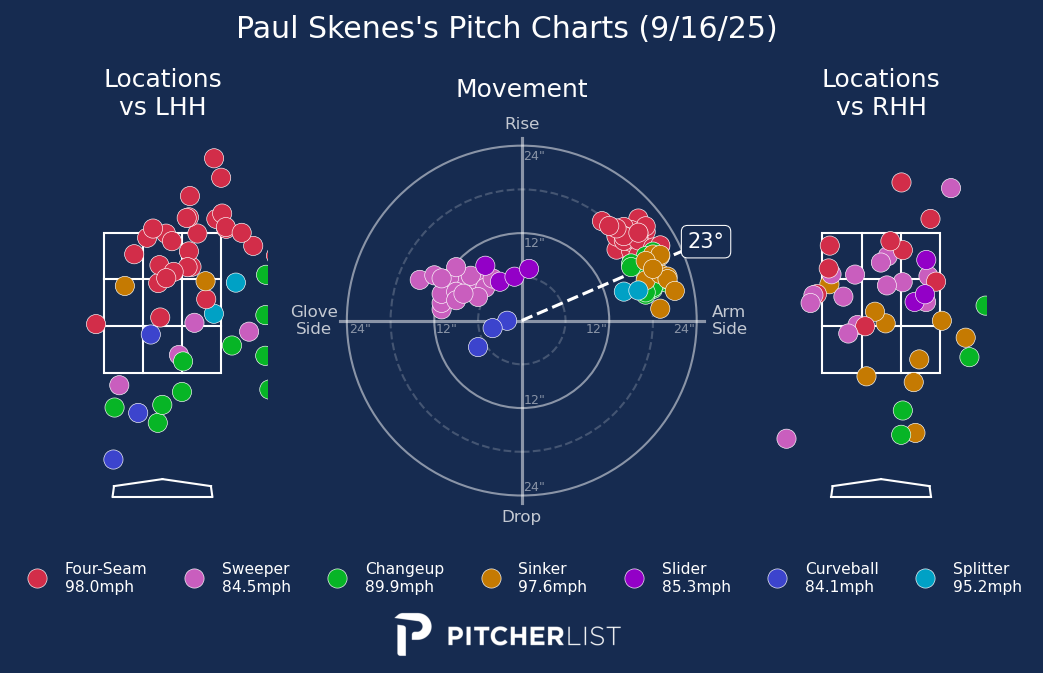 Paul Skenes's Pitch Charts (9/16/25)
Locations
vs LHH
Movement
Locations
vs RHH
Rise
24"
12"
23°
Glove
Side
24"
12"
12"
24"
Arm
Side
12"
24"
Drop
Four-Seam
98.0mph
Sweeper
84.5mph
Changeup
89.9mph
Sinker
97.6mph
Slider
85.3mph
Curveball
84.1mph
Splitter
95.2mph
PITCHERLIST